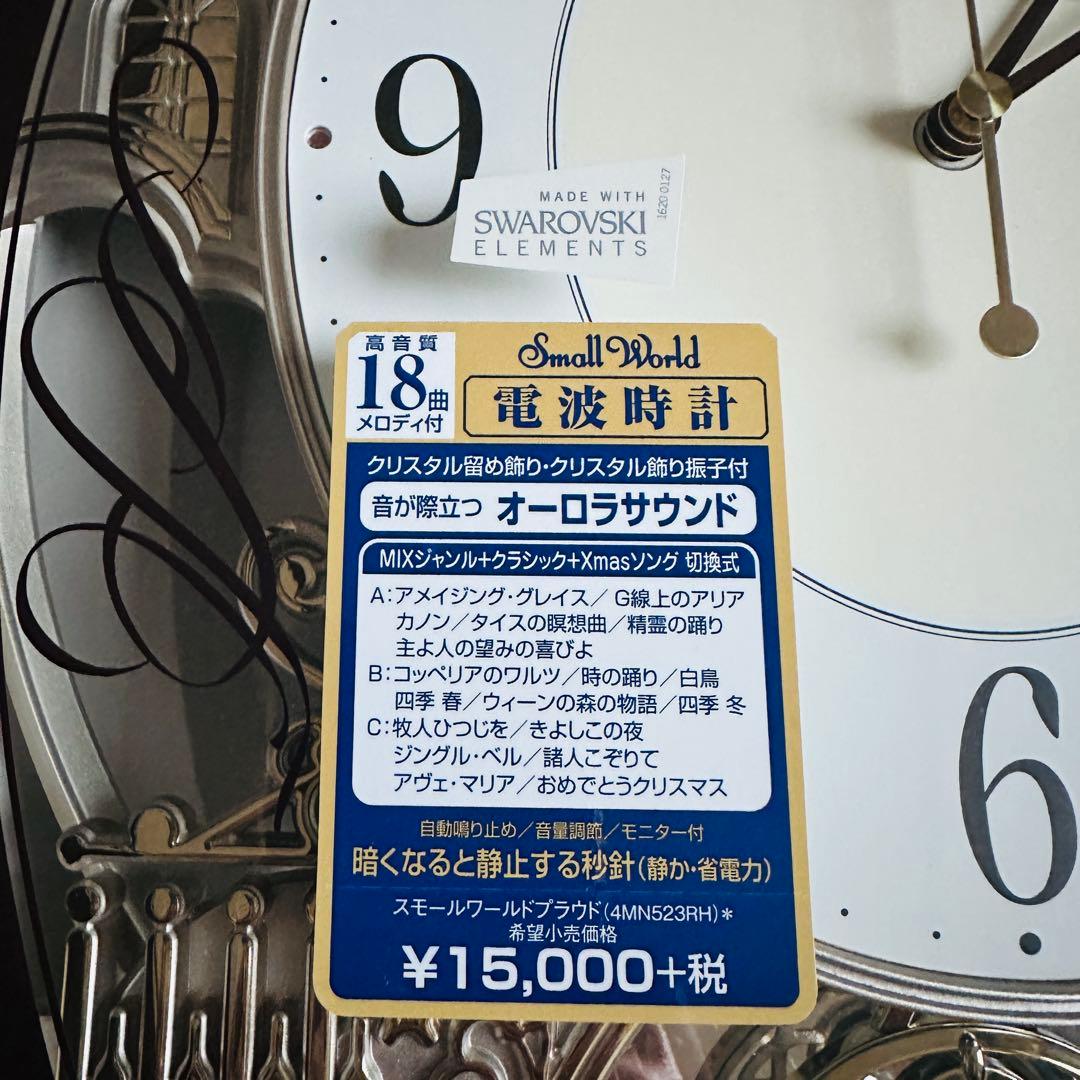 9
MADE WITH
SWAROVSKI
ELEMENTS
1620 0127
高音質
18曲
メロディ付
Small World
電波時計
クリスタル留め飾り・クリスタル飾り振子付
音が際立つ オーロラサウンド
MIXジャンル+クラシック+Xmasソング 切換式
A:アメイジング・グレイス/G線上のアリア
カノン/タイスの瞑想曲/精霊の踊り
主よ人の望みの喜びよ
B:コッペリアのワルツ/時の踊り/白鳥
四季 春/ウィーンの森の物語/四季 冬
C:牧人ひつじを/きよしこの夜
ジングル・ベル/諸人こぞりて
アヴェ・マリア/おめでとうクリスマス
自動鳴り止め/音量調節/モニター付
暗くなると静止する秒針(静か・省電力)
スモールワールドプラウド(4MN523RH)*
希望小売価格
¥15,000+税
6